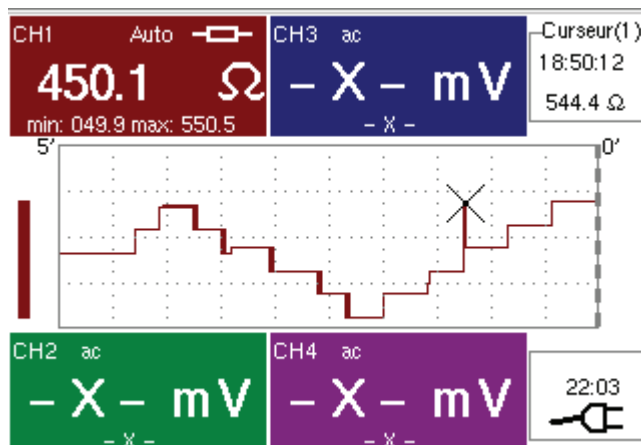 CH1 Auto
450.1 Ω
min: 049.9 max: 550.5
CH3 ac
– X – mV
– X –
Curseur(1)
18:50:12
544.4 Ω
5' 0'
CH2 ac
– X – mV
– X –
CH4 ac
– X – mV
22:03